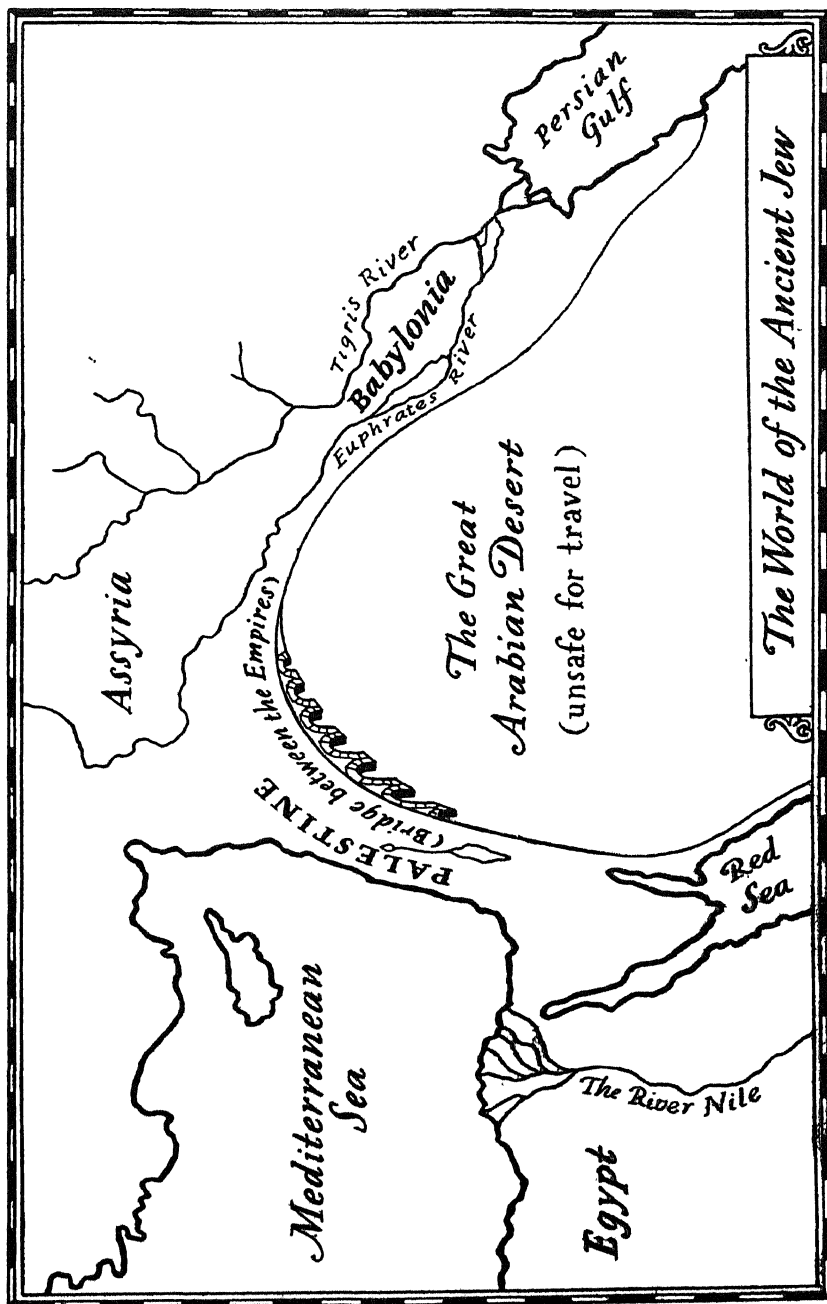 Mediterranean
Sea
Assyria
PALESTINE
(Bridge between the Empires)
Tigris River
Babylonia
Euphrates River
Persian
Gulf
The Great
Arabian Desert
(unsafe for travel)
Egypt
The River Nile
Red
Sea
The World of the Ancient Jew